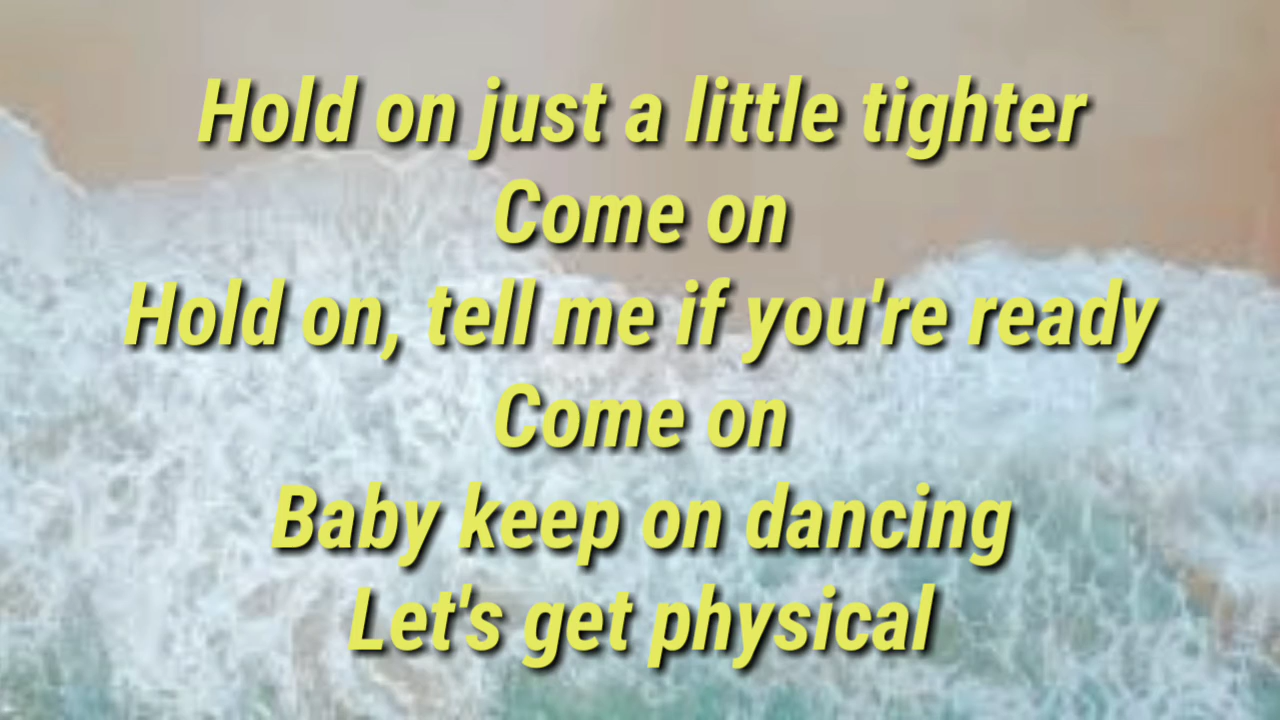 Hold on just a little tighter
Come on
Hold on, tell me if you're ready
Come on
Baby keep on dancing
Let's get physical